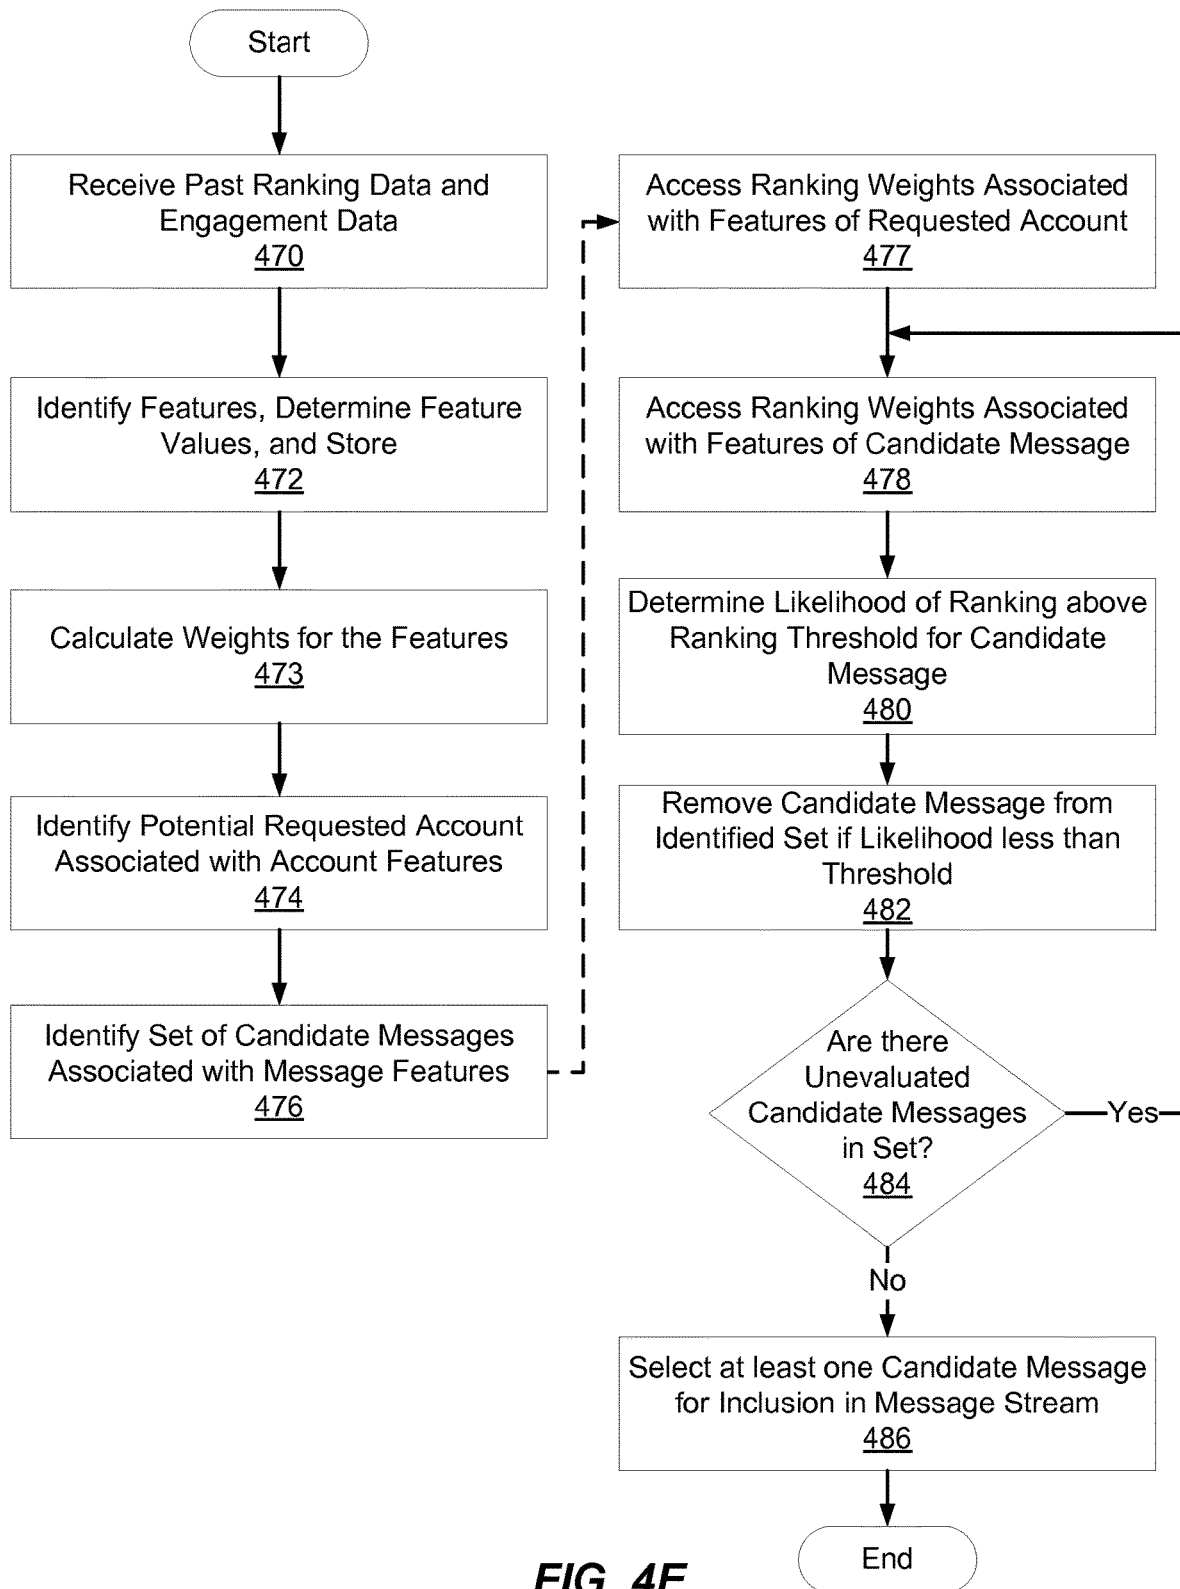 Start
Receive Past Ranking Data and
Engagement Data
470
Identify Features, Determine Feature
Values, and Store
472
Calculate Weights for the Features
473
Identify Potential Requested Account
Associated with Account Features
474
Identify Set of Candidate Messages
Associated with Message Features
476
Access Ranking Weights Associated
with Features of Requested Account
477
Access Ranking Weights Associated
with Features of Candidate Message
478
Determine Likelihood of Ranking above
Ranking Threshold for Candidate
Message
480
Remove Candidate Message from
Identified Set if Likelihood less than
Threshold
482
Are there
Unevaluated
Candidate Messages
in Set?
484
Yes
No
Select at least one Candidate Message
for Inclusion in Message Stream
486
End